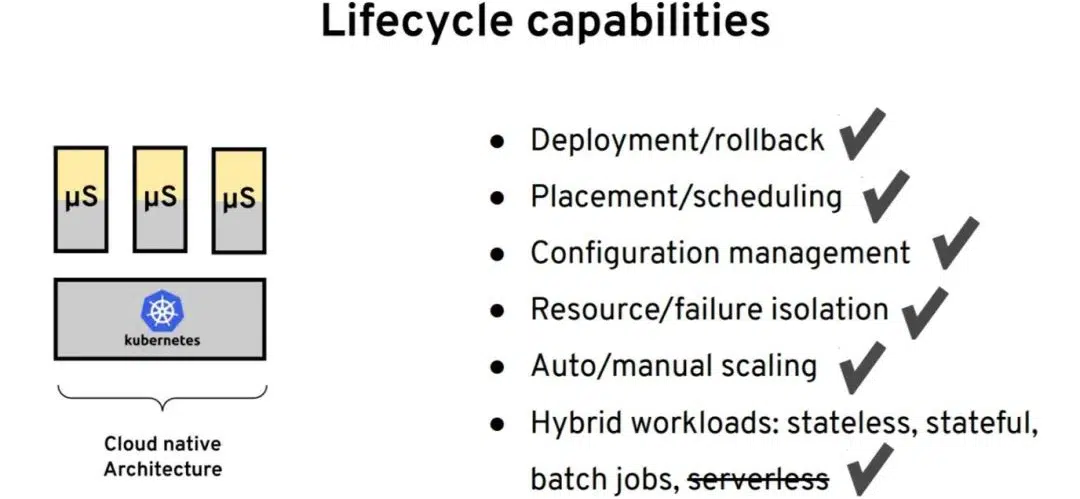 Lifecycle capabilities
µS µS µS
kubernetes
Cloud native
Architecture
● Deployment/rollback ✔
● Placement/scheduling ✔
● Configuration management ✔
● Resource/failure isolation ✔
● Auto/manual scaling ✔
● Hybrid workloads: stateless, stateful,
batch jobs, serverless ✔